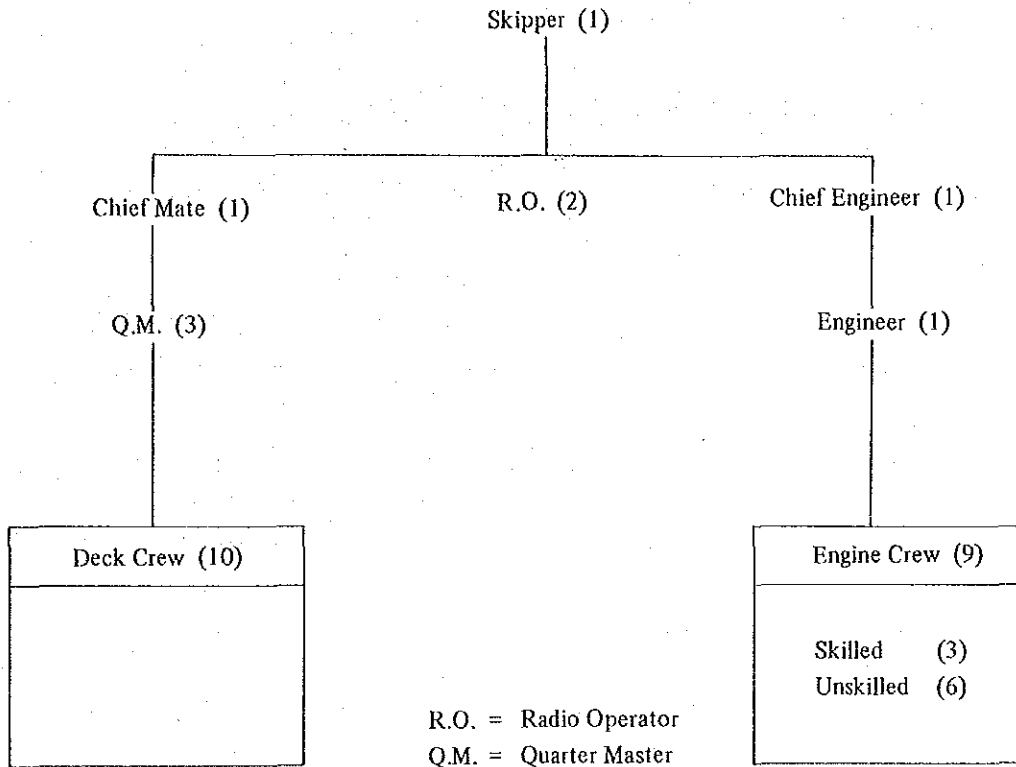 Skipper (1)
Chief Mate (1) R.O. (2) Chief Engineer (1)
Q.M. (3) Engineer (1)
Deck Crew (10) Engine Crew (9)
Skilled (3)
Unskilled (6)
R.O. = Radio Operator
Q.M. = Quarter Master